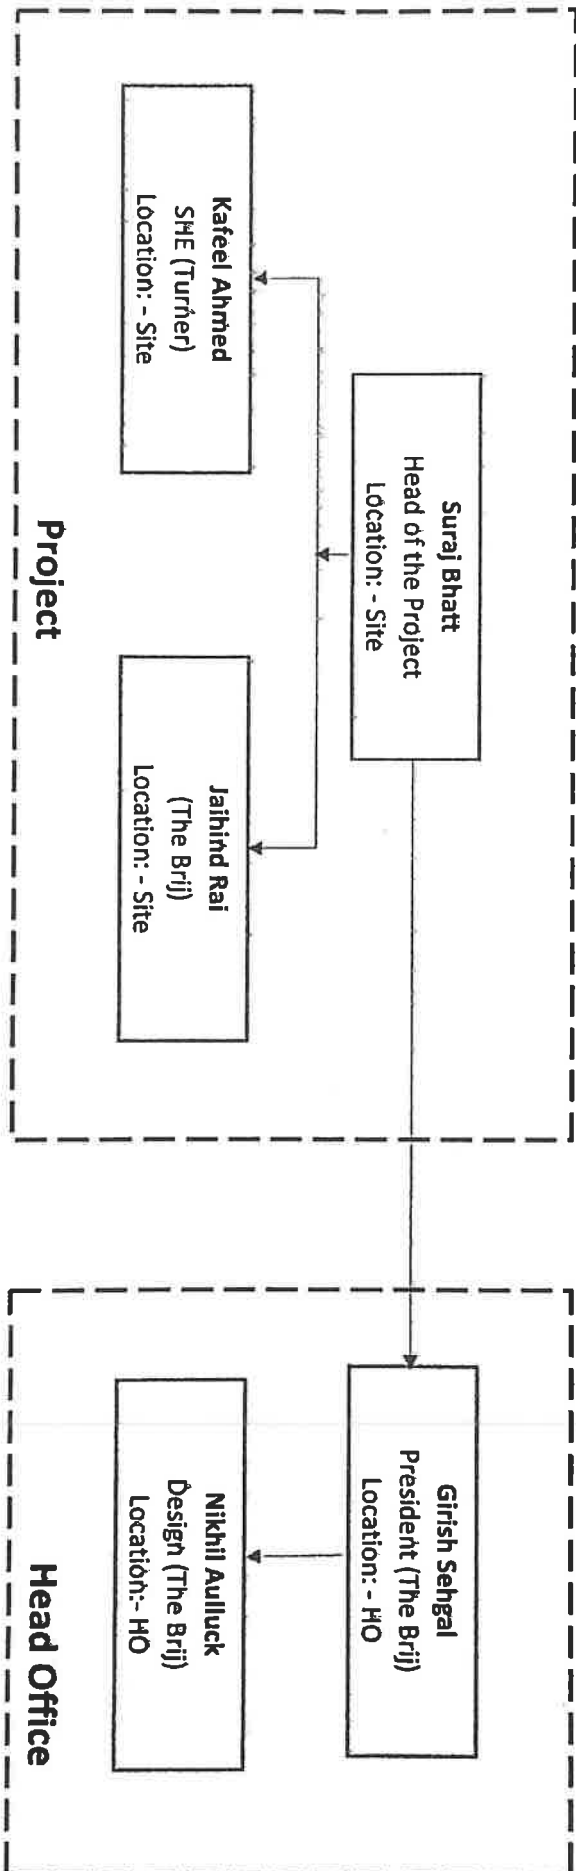 Suraj Bhatt
Head of the Project
Location: - Site
Kafeel Ahmed
SHE (Turner)
Location: - Site
Jaihind Rai
(The Brij)
Location: - Site
Project
Girish Sehgal
President (The Brij)
Location: - HO
Nikhil Aulluck
Design (The Brij)
Location:- HO
Head Office